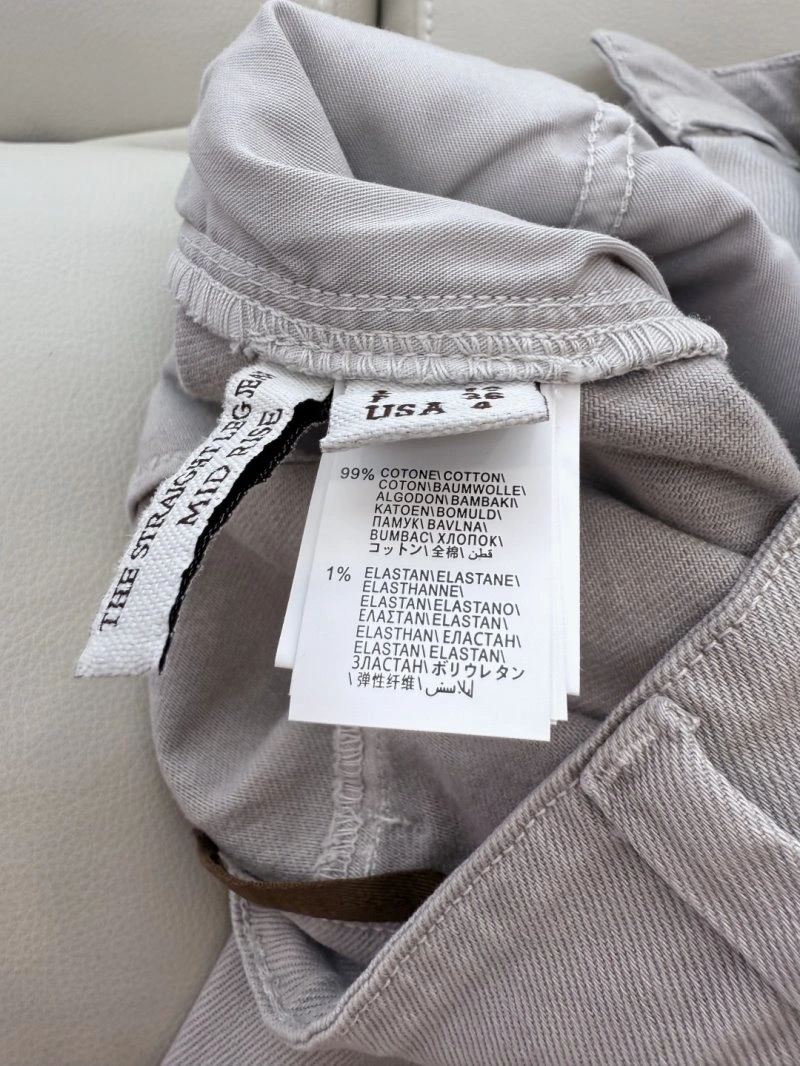 THE STRAIGHT LEG JEAN
MID RISE
F 36
USA 4
99% COTONE\COTTON\
COTON\BAUMWOLLE\
ALGODON\BAMBAKI\
KATOEN\BOMULD\
ПАМУК\BAVLNA\
BUMBAC\ХЛОПОК\
コットン\全棉\قطن
1% ELASTAN\ELASTANE\
ELASTHANNE\
ELASTAN\ELASTANO\
ΕΛΑΣΤΑΝ\ELASTAN\
ELASTHAN\ЕЛАСТАН\
ELASTAN\ELASTAN\
ЗЛАСТАН\ポリウレタン
\弹性纤维\إيلاستين